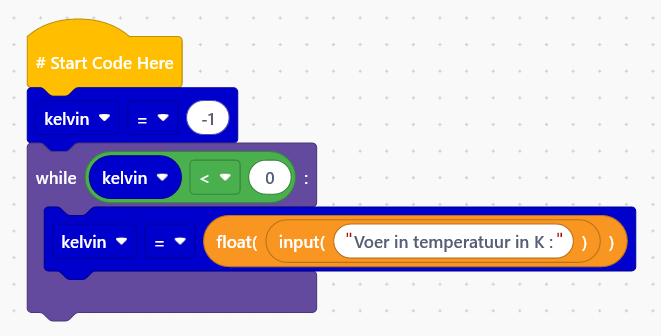 # Start Code Here
kelvin = -1
while kelvin < 0 :
kelvin = float( input( "Voer in temperatuur in K : " ) )